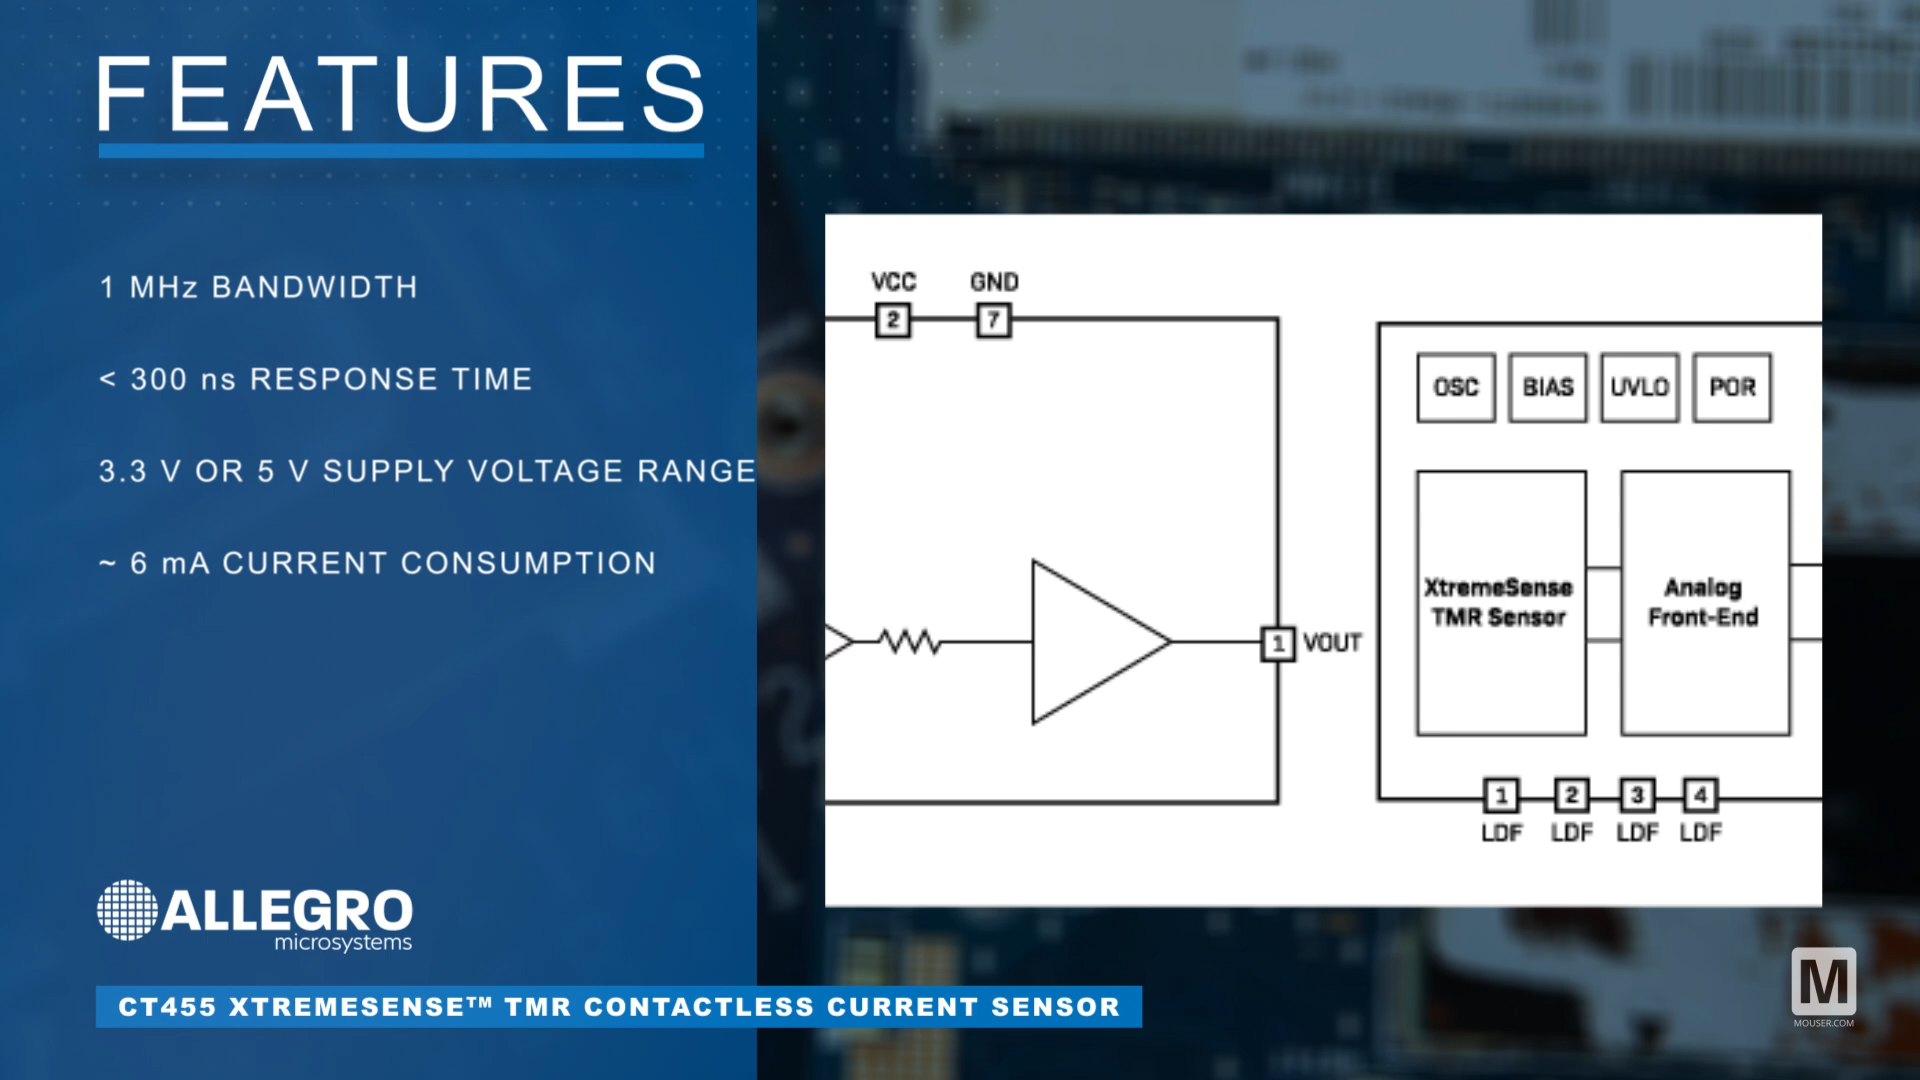 FEATURES
1 MHz BANDWIDTH
< 300 ns RESPONSE TIME
3.3 V OR 5 V SUPPLY VOLTAGE RANGE
~ 6 mA CURRENT CONSUMPTION
VCC GND
2 7
1 VOUT
OSC BIAS UVLO POR
XtremeSense
TMR Sensor
Analog
Front-End
1 2 3 4
LDF LDF LDF LDF
ALLEGRO
microsystems
CT455 XTREMESENSE™ TMR CONTACTLESS CURRENT SENSOR
M
MOUSER.COM